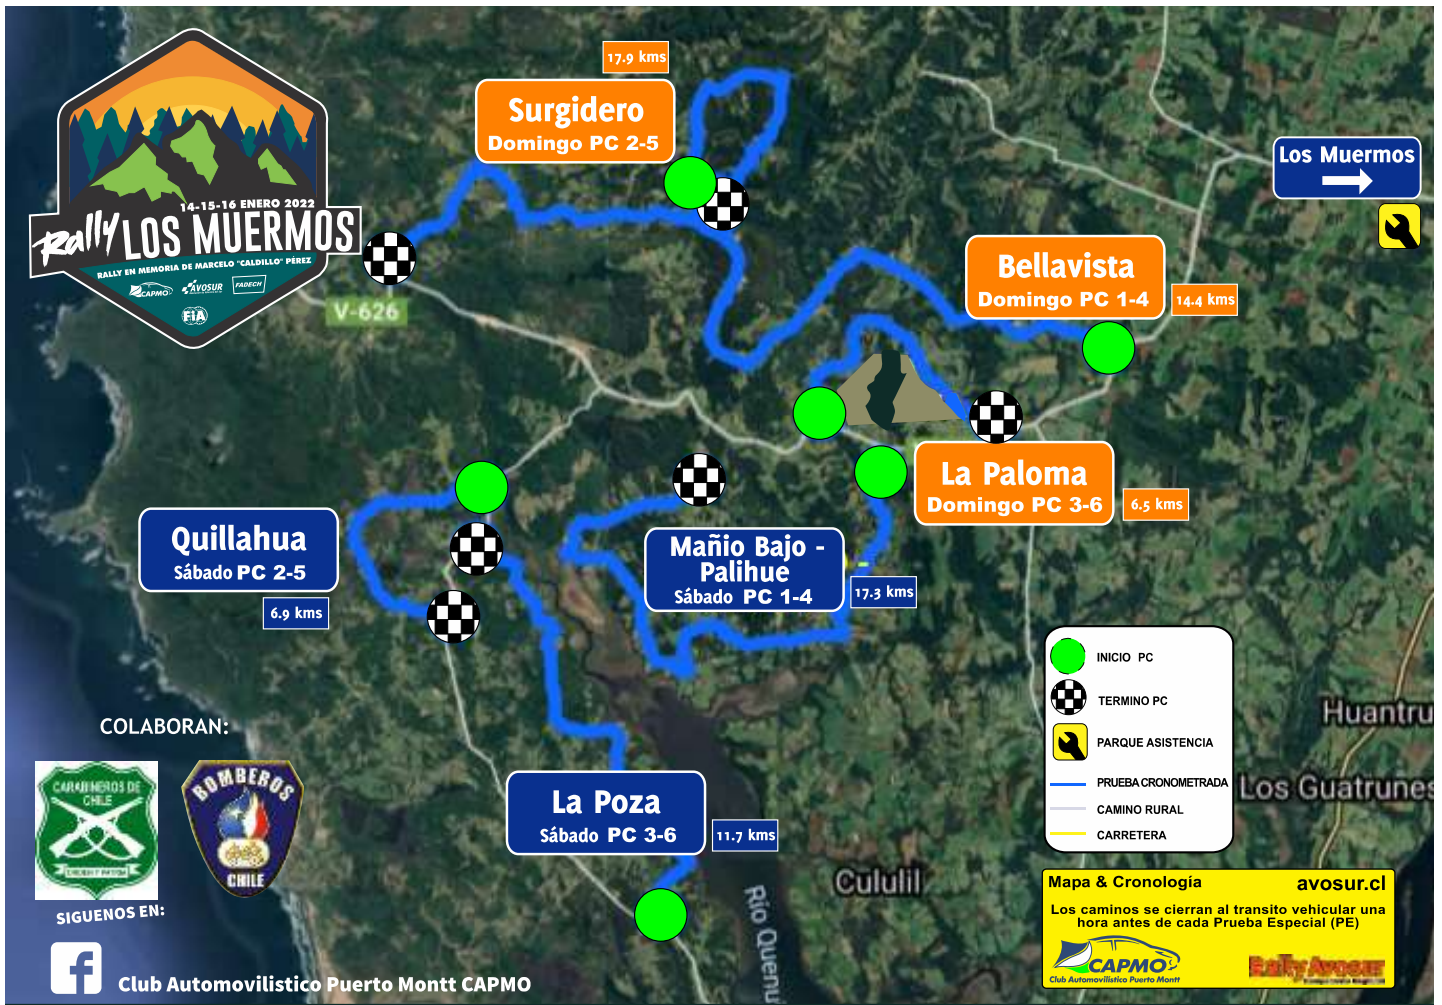 14-15-16 ENERO 2022
Rally LOS MUERMOS
RALLY EN MEMORIA DE MARCELO "CALDILLO" PÉREZ
CAPMO AVOSUR FADECH
FIA
17.9 kms
Surgidero
Domingo PC 2-5
Los Muermos
Bellavista
Domingo PC 1-4
14.4 kms
V-626
La Paloma
Domingo PC 3-6
6.5 kms
Quillahua
Sábado PC 2-5
6.9 kms
Mañio Bajo -
Palihue
Sábado PC 1-4
17.3 kms
La Poza
Sábado PC 3-6
11.7 kms
INICIO PC
TERMINO PC
PARQUE ASISTENCIA
PRUEBA CRONOMETRADA
CAMINO RURAL
CARRETERA
Huantru
Los Guatrunes
Cululil
Río Quenu
COLABORAN:
CARABINEROS DE
CHILE
ORDEN Y PATRIA
BOMBEROS
CHILE
SIGUENOS EN:
f Club Automovilistico Puerto Montt CAPMO
Mapa & Cronología avosur.cl
Los caminos se cierran al transito vehicular una
hora antes de cada Prueba Especial (PE)
CAPMO
Club Automovilístico Puerto Montt
Rally Avosur